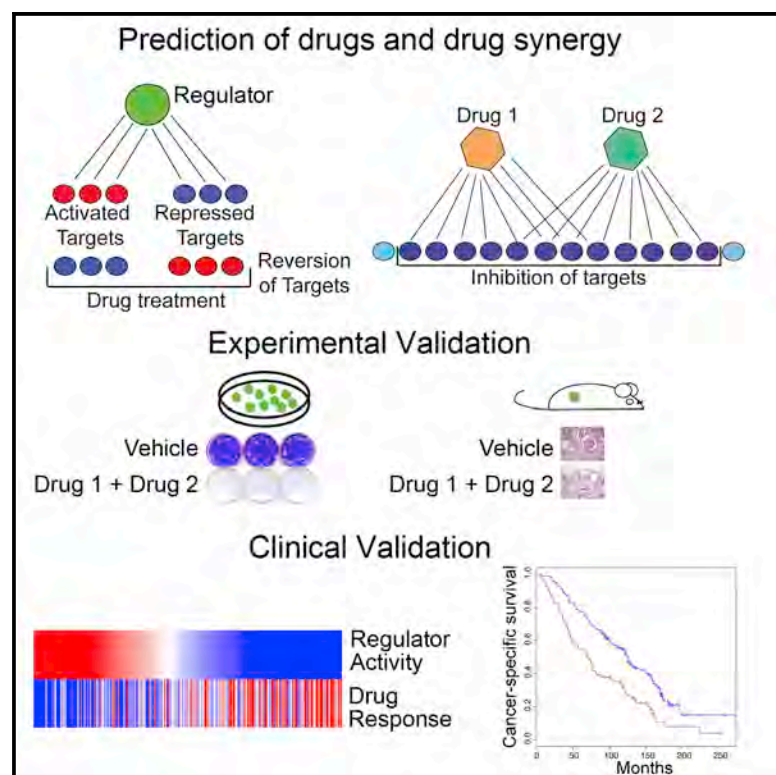 Prediction of drugs and drug synergy
Regulator
Activated
Targets
Repressed
Targets
Reversion
of Targets
Drug treatment
Drug 1
Drug 2
Inhibition of targets
Experimental Validation
Vehicle
Drug 1 + Drug 2
Vehicle
Drug 1 + Drug 2
Clinical Validation
Regulator
Activity
Drug
Response
Cancer-specific survival
1.0
0.8
0.6
0.4
0.2
0.0
0 50 100 150 200 250
Months